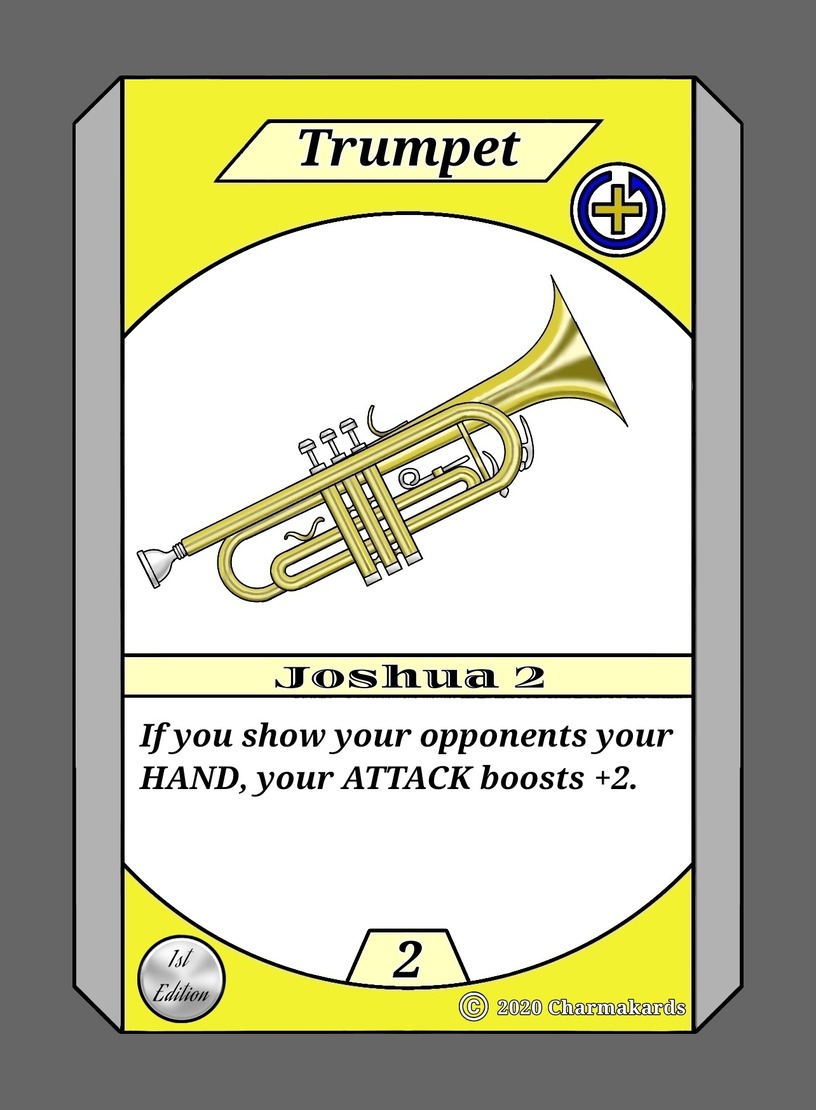 Trumpet
Joshua 2
If you show your opponents your
HAND, your ATTACK boosts +2.
2
1st
Edition
© 2020 Charmakards